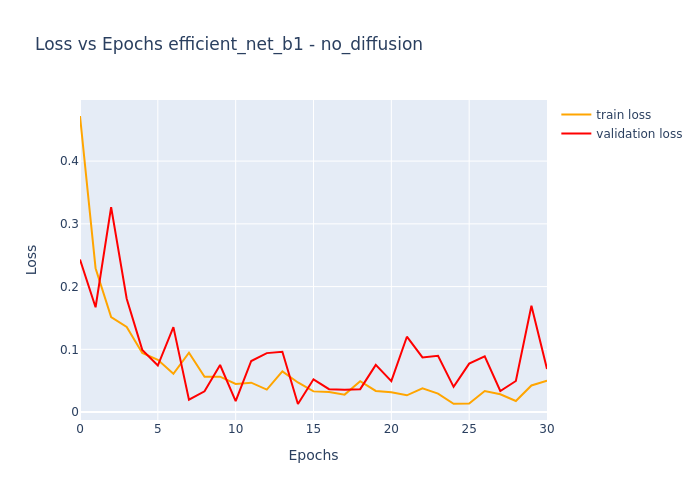 Loss vs Epochs efficient_net_b1 - no_diffusion
train loss
validation loss
0.4
0.3
0.2
0.1
0
Loss
0 5 10 15 20 25 30
Epochs